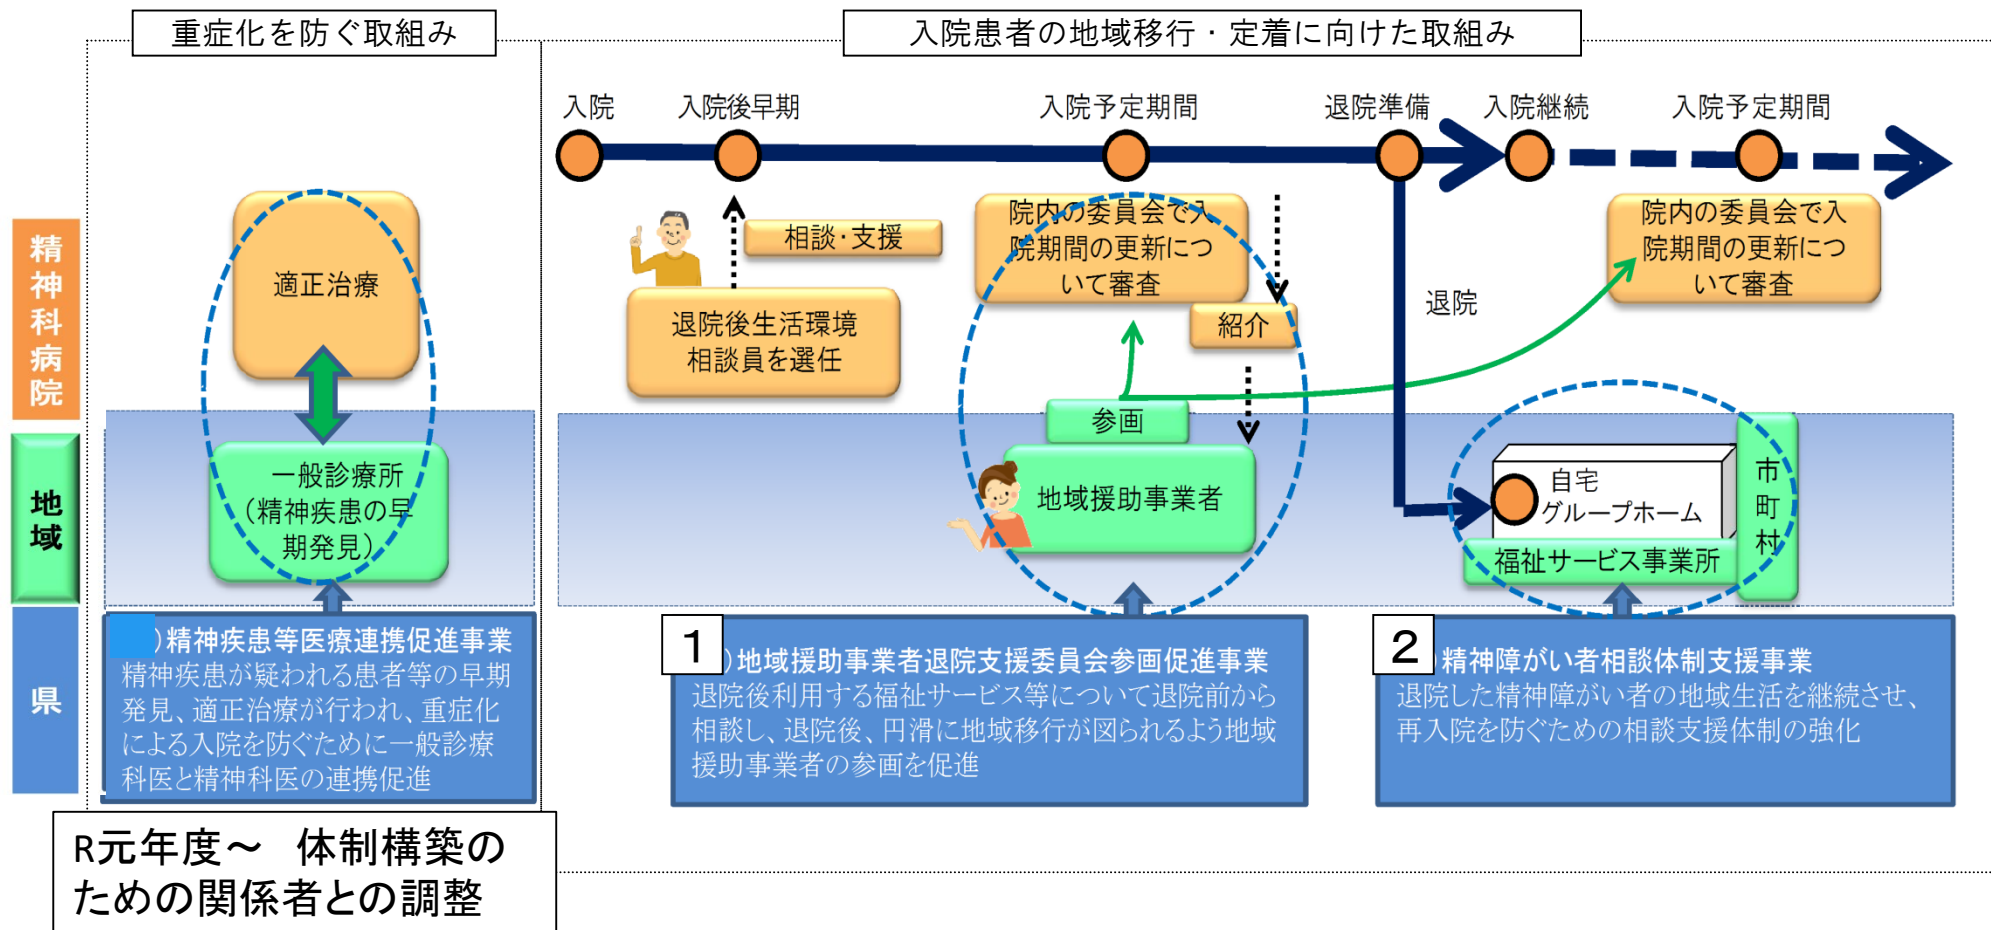 重症化を防ぐ取組み
入院患者の地域移行・定着に向けた取組み
入院
入院後早期
入院予定期間
退院準備
入院継続
入院予定期間
精神科病院
地域
県
適正治療
一般診療所
（精神疾患の早
期発見）
相談・支援
退院後生活環境
相談員を選任
院内の委員会で入
院期間の更新につ
いて審査
紹介
参画
地域援助事業者
退院
院内の委員会で入
院期間の更新につ
いて審査
自宅
グループホーム
福祉サービス事業所
市町村
）精神疾患等医療連携促進事業
精神疾患が疑われる患者等の早期
発見、適正治療が行われ、重症化
による入院を防ぐために一般診療
科医と精神科医の連携促進
1
）地域援助事業者退院支援委員会参画促進事業
退院後利用する福祉サービス等について退院前から
相談し、退院後、円滑に地域移行が図られるよう地域
援助事業者の参画を促進
2
）精神障がい者相談体制支援事業
退院した精神障がい者の地域生活を継続させ、
再入院を防ぐための相談支援体制の強化
R元年度～　体制構築の
ための関係者との調整